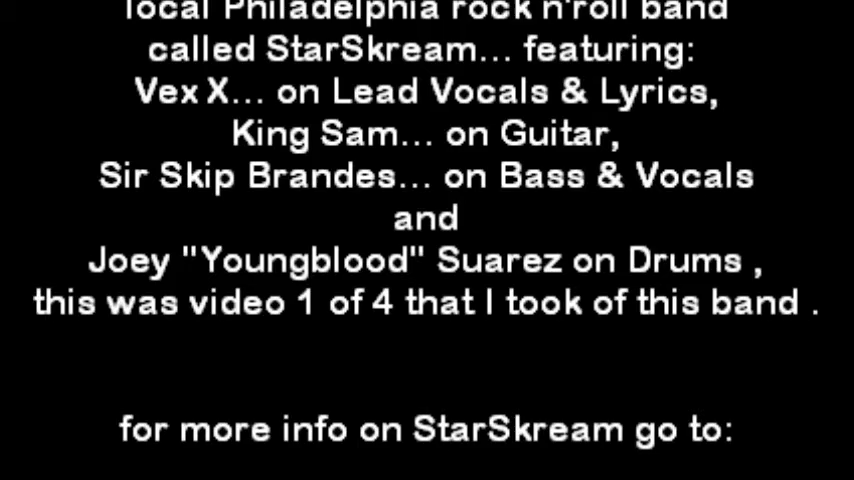 local Philadelphia rock n'roll band
called StarSkream... featuring:
Vex X... on Lead Vocals & Lyrics,
King Sam... on Guitar,
Sir Skip Brandes... on Bass & Vocals
and
Joey "Youngblood" Suarez on Drums ,
this was video 1 of 4 that I took of this band .
for more info on StarSkream go to: